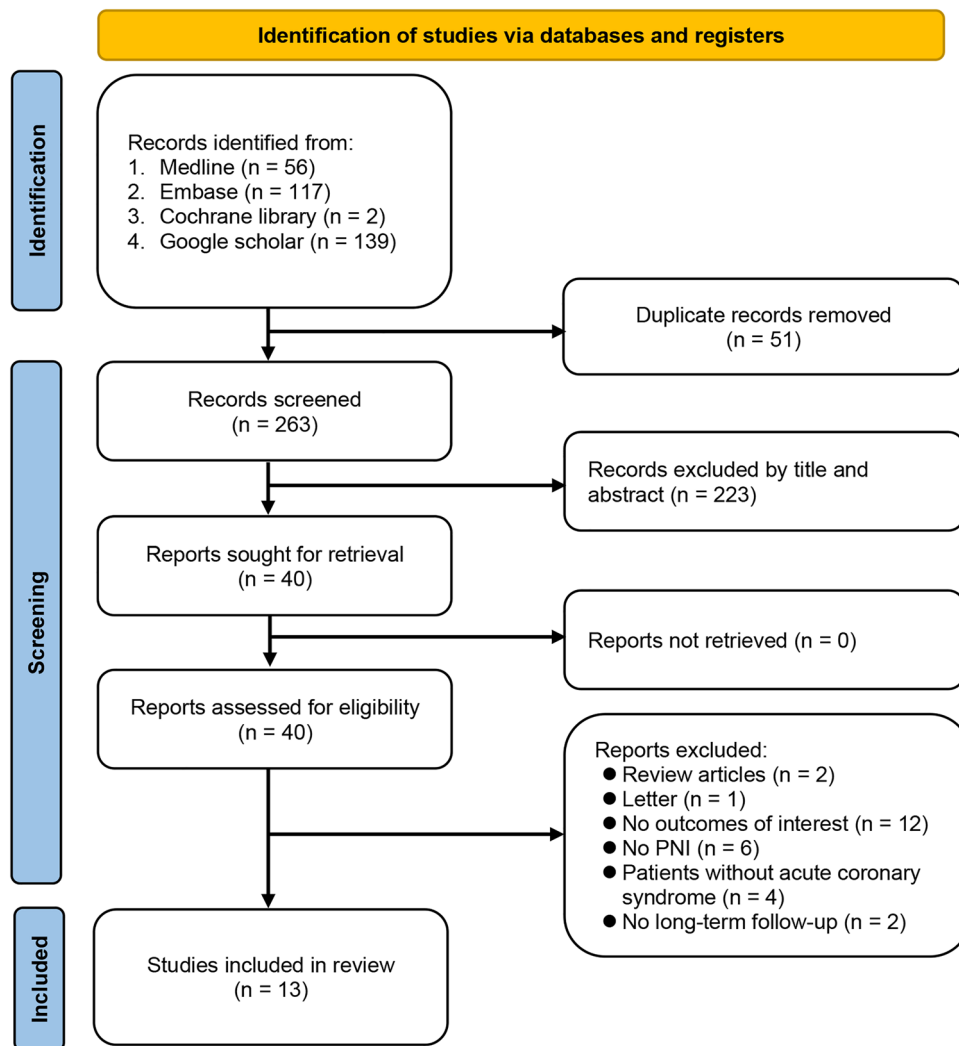 Identification of studies via databases and registers
Identification
Records identified from:
1. Medline (n = 56)
2. Embase (n = 117)
3. Cochrane library (n = 2)
4. Google scholar (n = 139)
Duplicate records removed
(n = 51)
Screening
Records screened
(n = 263)
Records excluded by title and
abstract (n = 223)
Reports sought for retrieval
(n = 40)
Reports not retrieved (n = 0)
Reports assessed for eligibility
(n = 40)
Reports excluded:
● Review articles (n = 2)
● Letter (n = 1)
● No outcomes of interest (n = 12)
● No PNI (n = 6)
● Patients without acute coronary
syndrome (n = 4)
● No long-term follow-up (n = 2)
Included
Studies included in review
(n = 13)